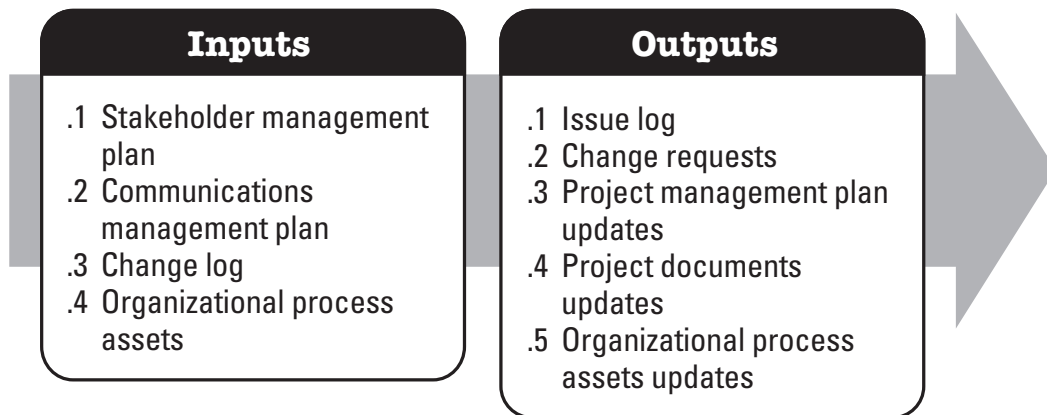 Inputs
.1 Stakeholder management
plan
.2 Communications
management plan
.3 Change log
.4 Organizational process
assets
Outputs
.1 Issue log
.2 Change requests
.3 Project management plan
updates
.4 Project documents
updates
.5 Organizational process
assets updates